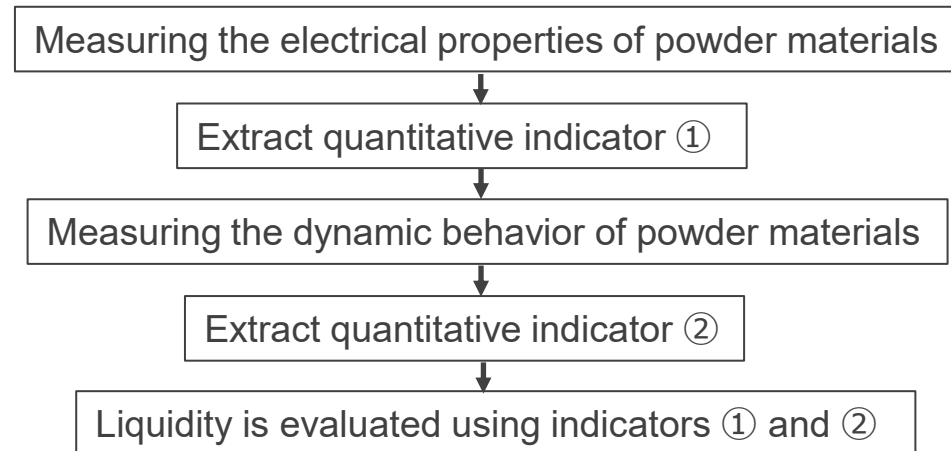 Measuring the electrical properties of powder materials
Extract quantitative indicator ①
Measuring the dynamic behavior of powder materials
Extract quantitative indicator ②
Liquidity is evaluated using indicators ① and ②